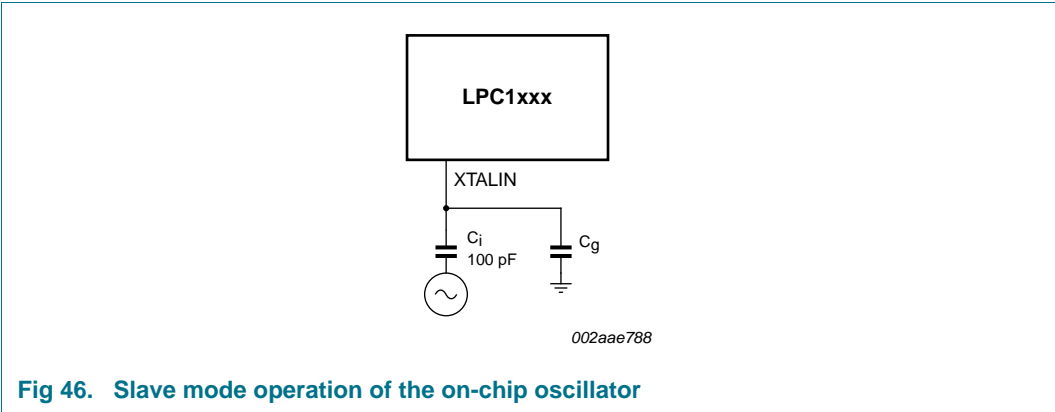 LPC1xxx
XTALIN
Ci
100 pF
Cg
002aae788
Fig 46. Slave mode operation of the on-chip oscillator